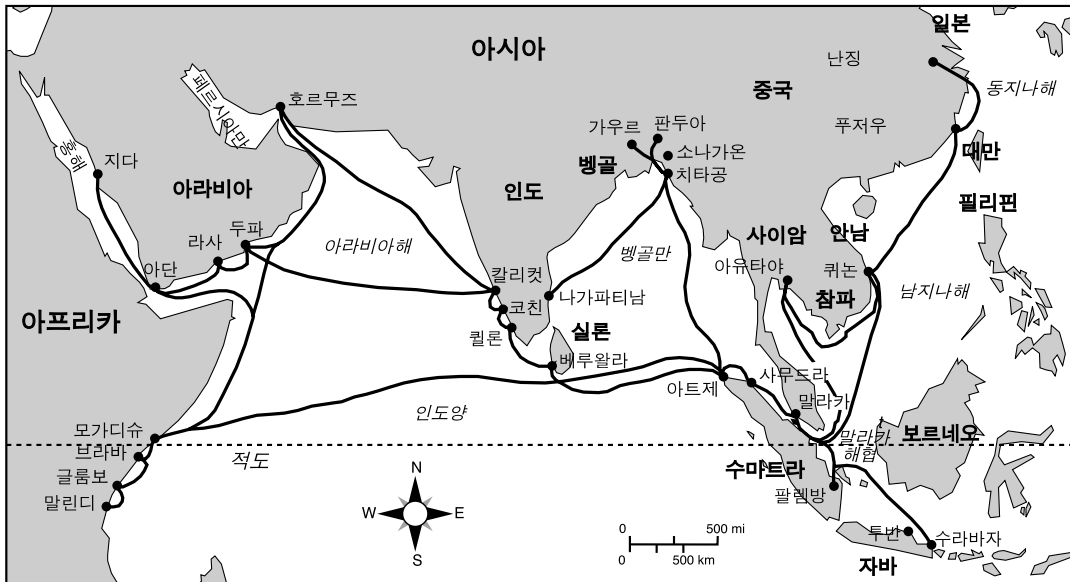 일본
아시아
난징
중국
동지나해
페르시아만
호르무즈
푸저우
가우르
판두아
소나가온
대만
홍해
지다
벵골
치타공
아라비아
인도
필리핀
라사
두파
아라비아해
벵골만
사이암
안남
아유타야
퀴논
아단
칼리컷
나가파티남
참파
남지나해
코친
아프리카
퀼론
실론
베루왈라
아트제
사무드라
인도양
말라카
모가디슈
브라바
적도
말라카
해협
보르네오
글룸보
수마트라
말린디
팔렘방
N
W
E
S
0
500 mi
0
500 km
투반
수라바자
자바